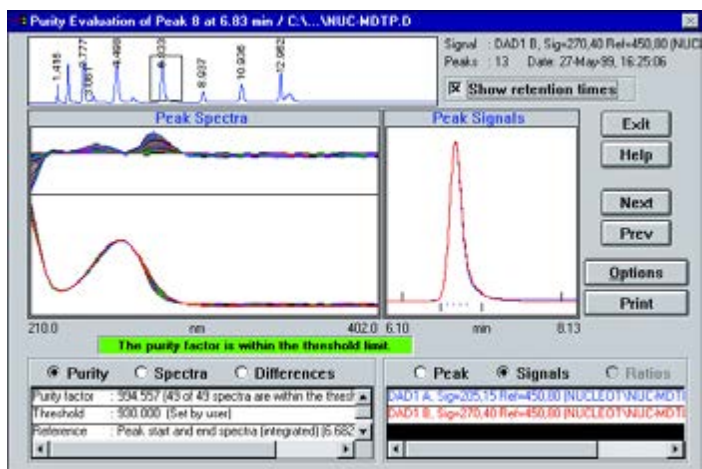 Purity Evaluation of Peak 8 at 6.83 min / C:\...\NUC-MDTP.D
Signal : DAD1 B, Sig=270,40 Ref=450,80 (NUC
Peaks : 13 Date: 27-May-99, 16:25:06
Show retention times
1.416
3.061
4.498
6.833
8.937
10.936
12.962
Peak Spectra
Peak Signals
Exit
Help
Next
Prev
Options
Print
210.0 nm 402.0
6.10 min 8.13
The purity factor is within the threshold limit.
Purity Spectra Differences
Peak Signals Ratios
Purity factor : 994.557 (49 of 49 spectra are within the thres
Threshold : 930.000 (Set by user)
Reference : Peak start and end spectra (integrated) (6.682
DAD1 A, Sig=205,15 Ref=450,80 (NUCLEOT\NUC-MDTI
DAD1 B, Sig=270,40 Ref=450,80 (NUCLEOT\NUC-MDTI